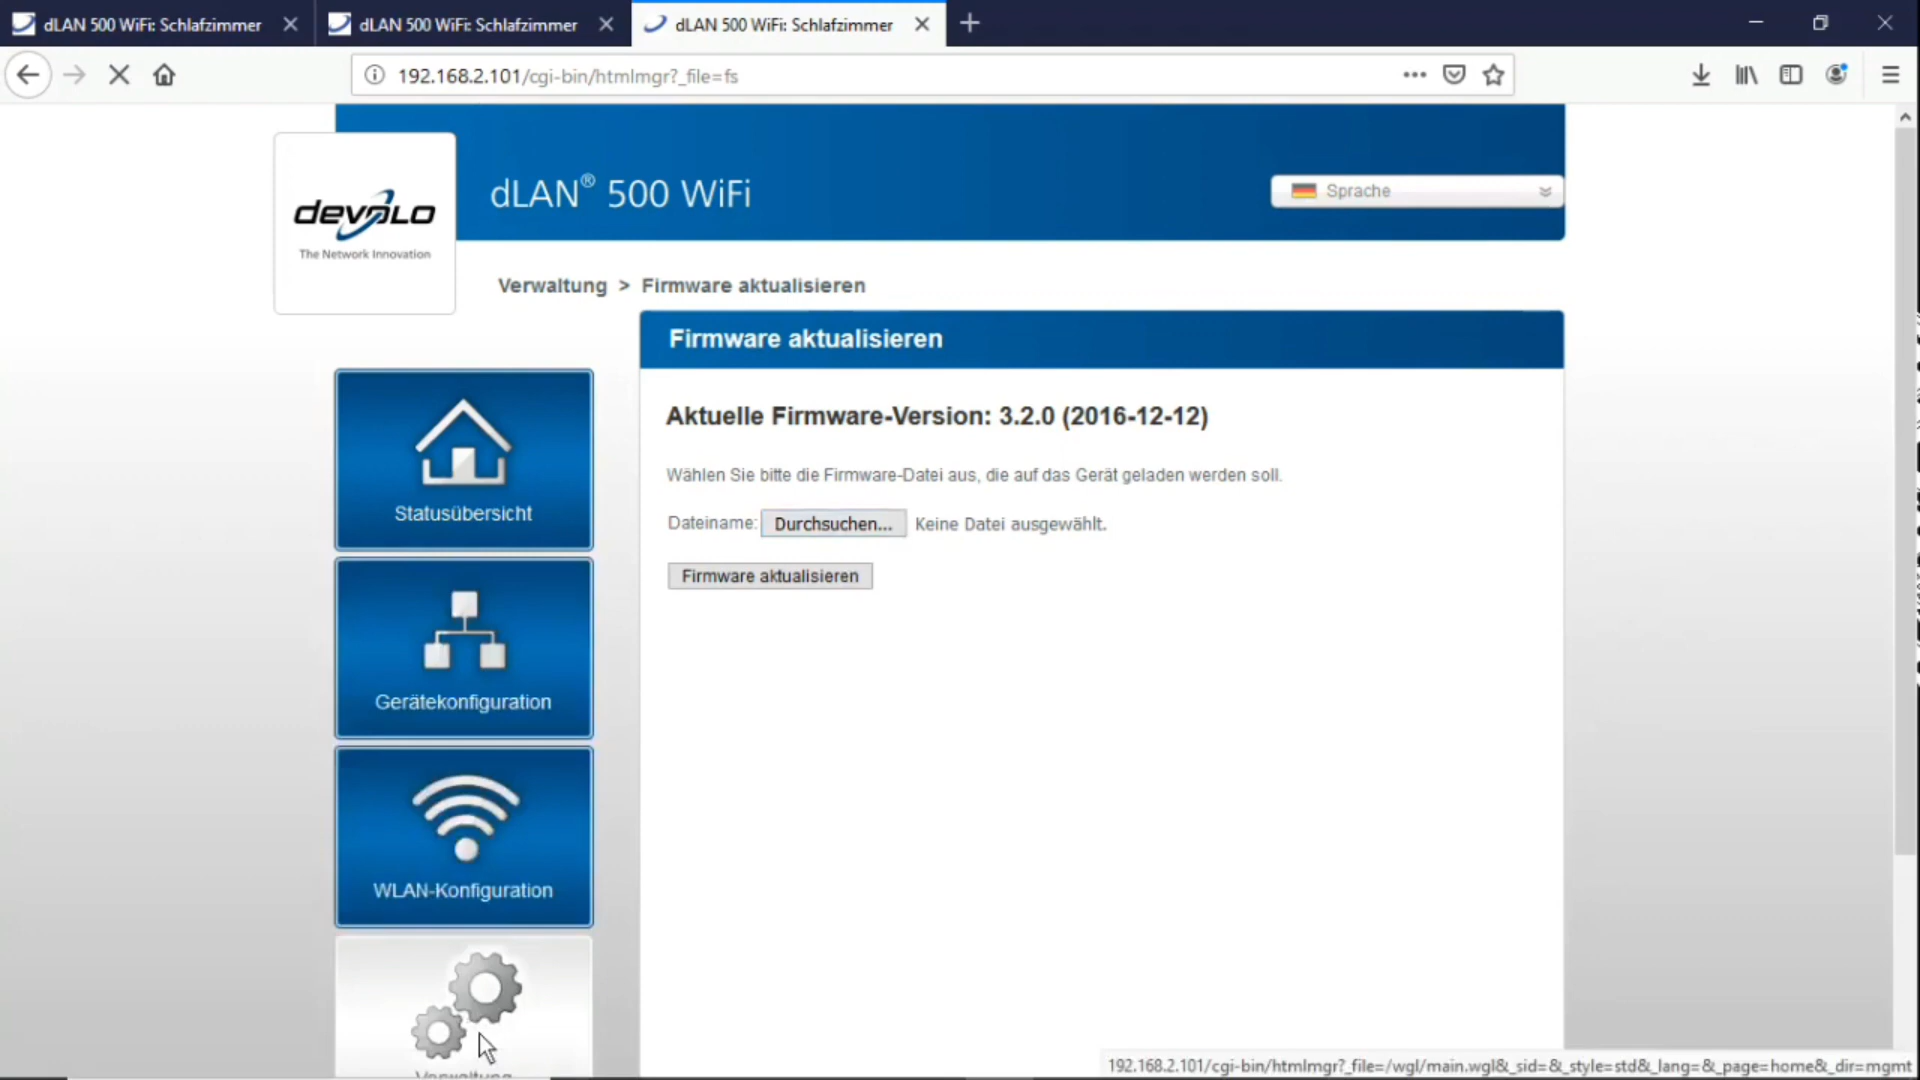 dLAN 500 WiFi: Schlafzimmer
dLAN 500 WiFi: Schlafzimmer
dLAN 500 WiFi: Schlafzimmer
192.168.2.101/cgi-bin/htmlmgr?_file=fs
devolo
The Network Innovation
dLAN® 500 WiFi
Sprache
Verwaltung > Firmware aktualisieren
Firmware aktualisieren
Aktuelle Firmware-Version: 3.2.0 (2016-12-12)
Wählen Sie bitte die Firmware-Datei aus, die auf das Gerät geladen werden soll.
Dateiname: Durchsuchen... Keine Datei ausgewählt.
Firmware aktualisieren
Statusübersicht
Gerätekonfiguration
WLAN-Konfiguration
Verwaltung
192.168.2.101/cgi-bin/htmlmgr?_file=/wgl/main.wgl&_sid=&_style=std&_lang=&_page=home&_dir=mgmt